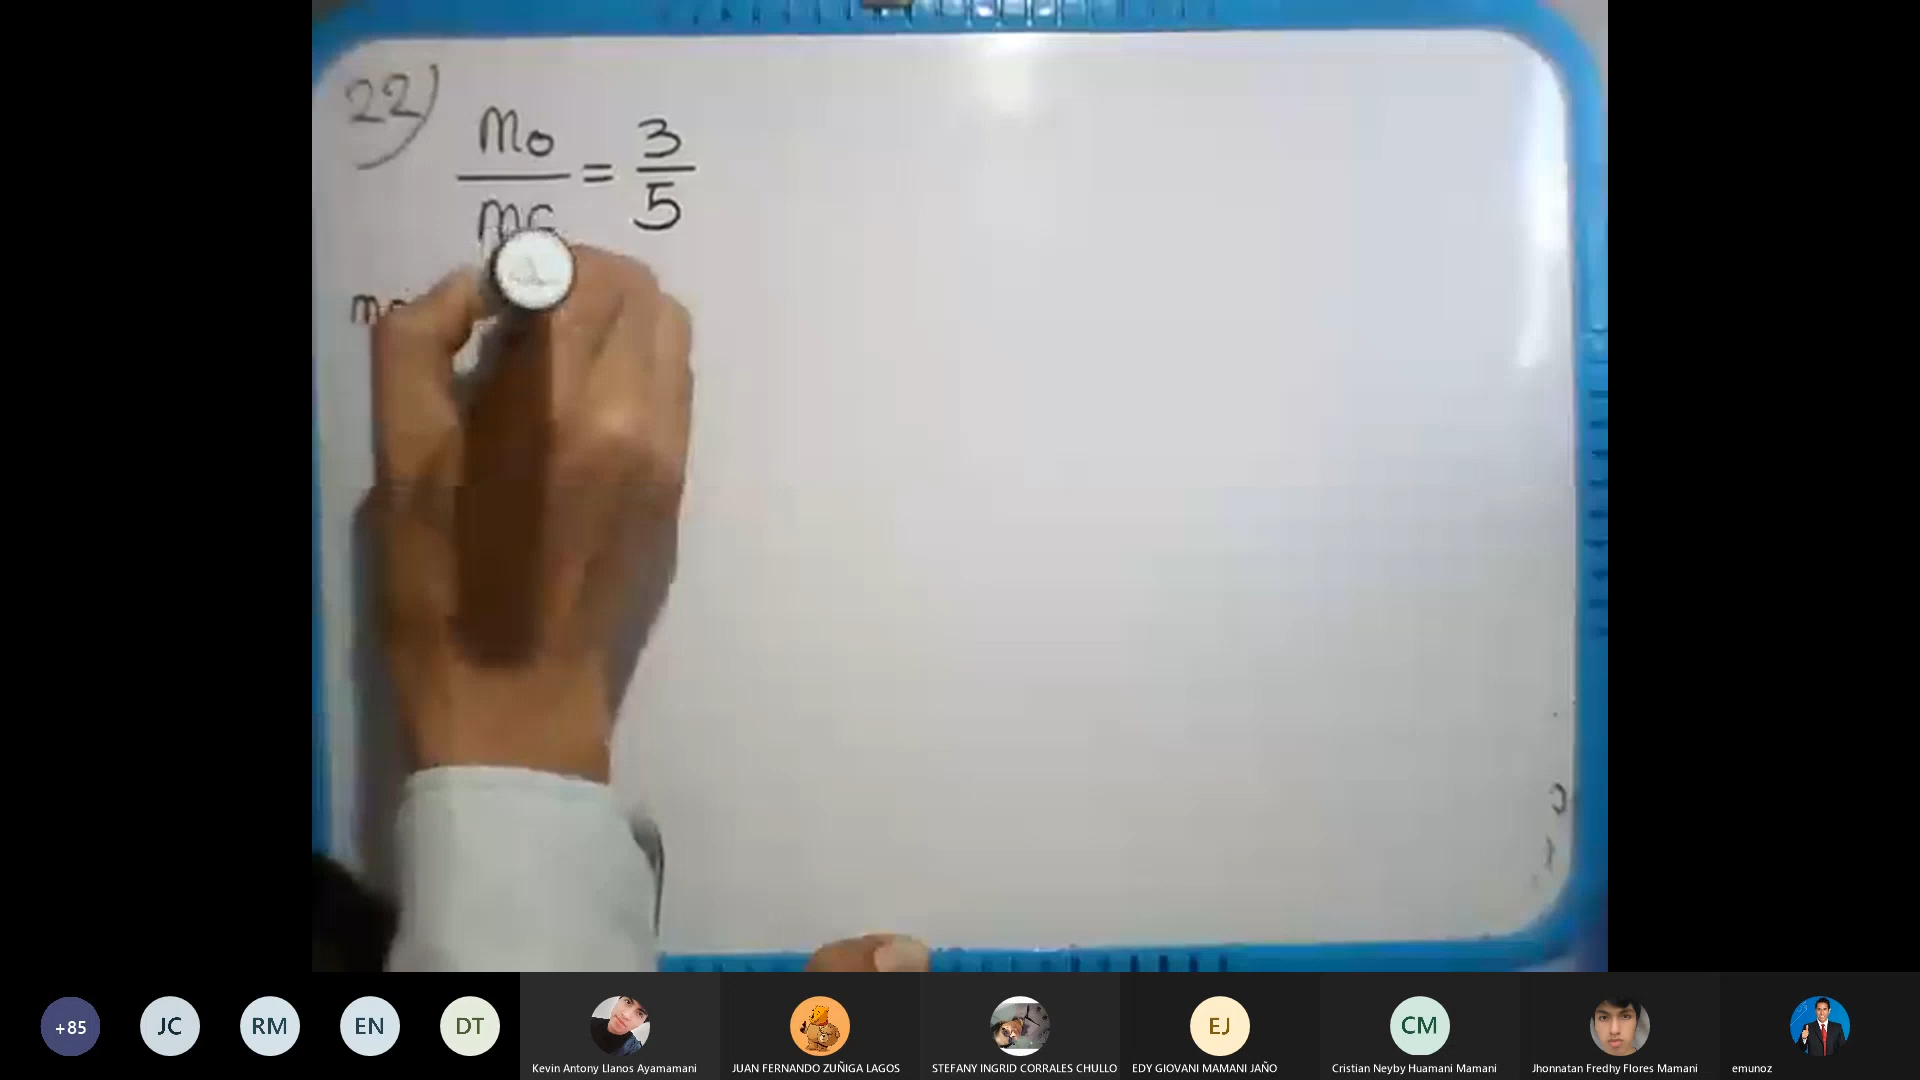 22)
mo
—
mc
= 3/5
+85
JC
RM
EN
DT
EJ
CM
Kevin Antony Llanos Ayamamani
JUAN FERNANDO ZUÑIGA LAGOS
STEFANY INGRID CORRALES CHULLO
EDY GIOVANI MAMANI JAÑO
Cristian Neyby Huamani Mamani
Jhonnatan Fredhy Flores Mamani
emunoz